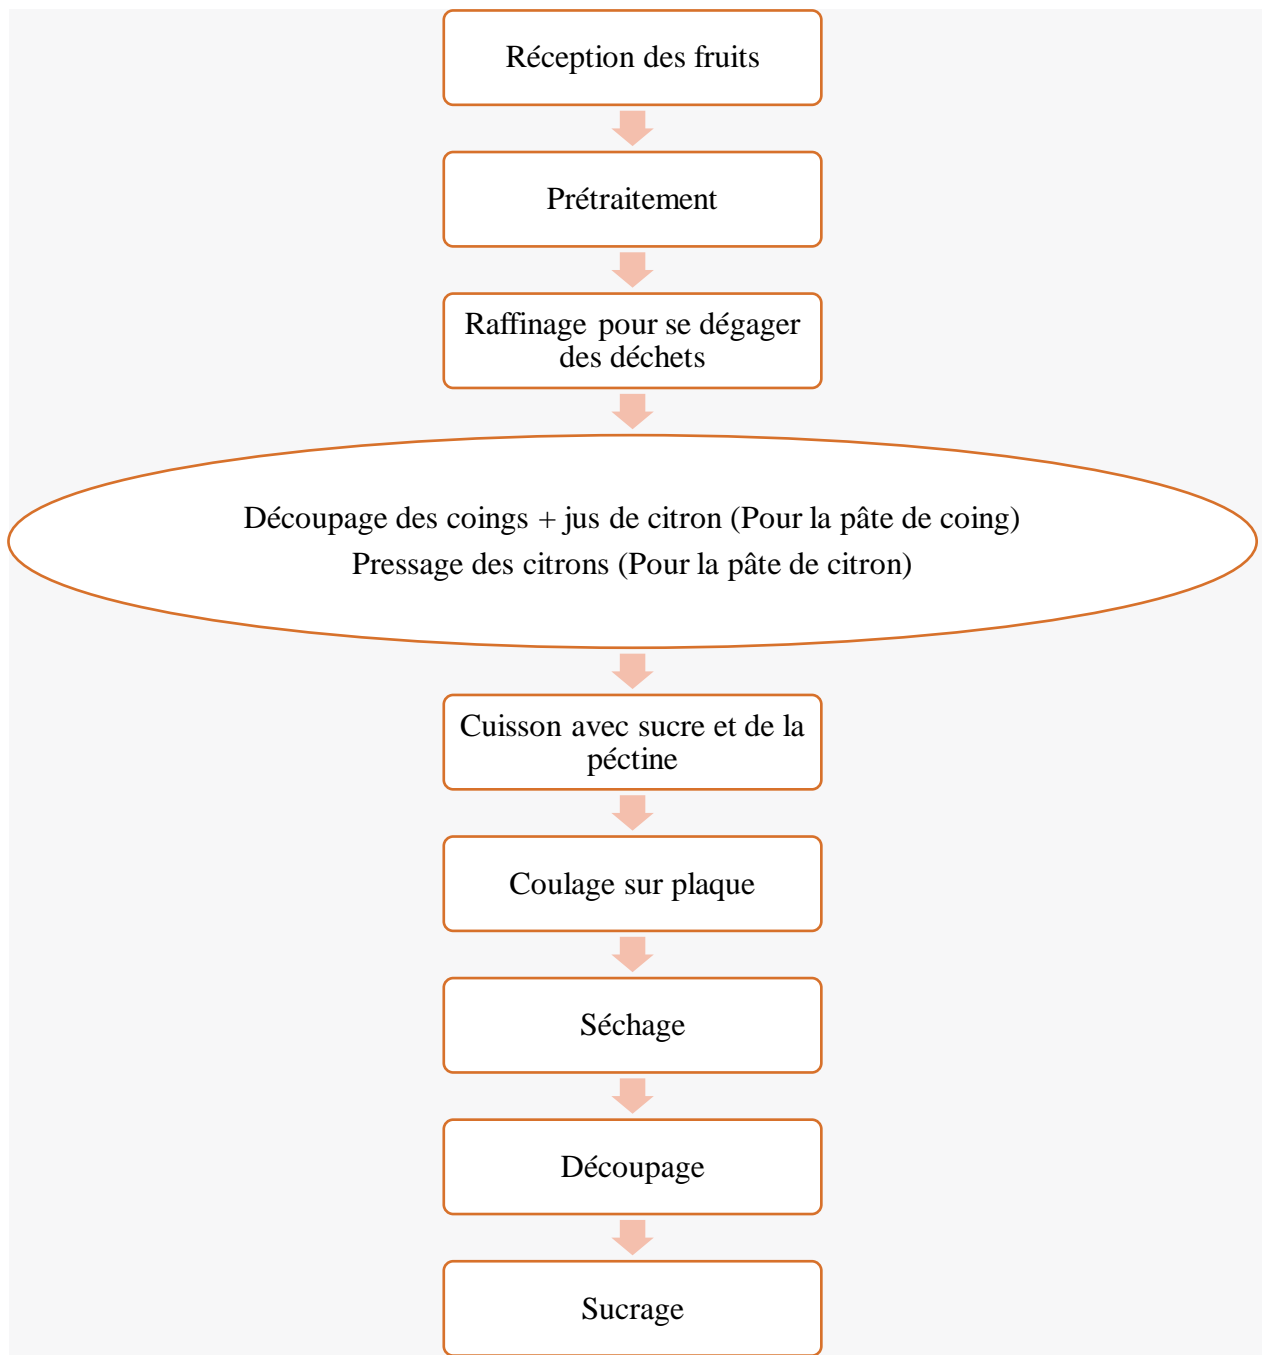 Réception des fruits
Prétraitement
Raffinage pour se dégager
des déchets
Découpage des coings + jus de citron (Pour la pâte de coing)
Pressage des citrons (Pour la pâte de citron)
Cuisson avec sucre et de la
péctine
Coulage sur plaque
Séchage
Découpage
Sucrage